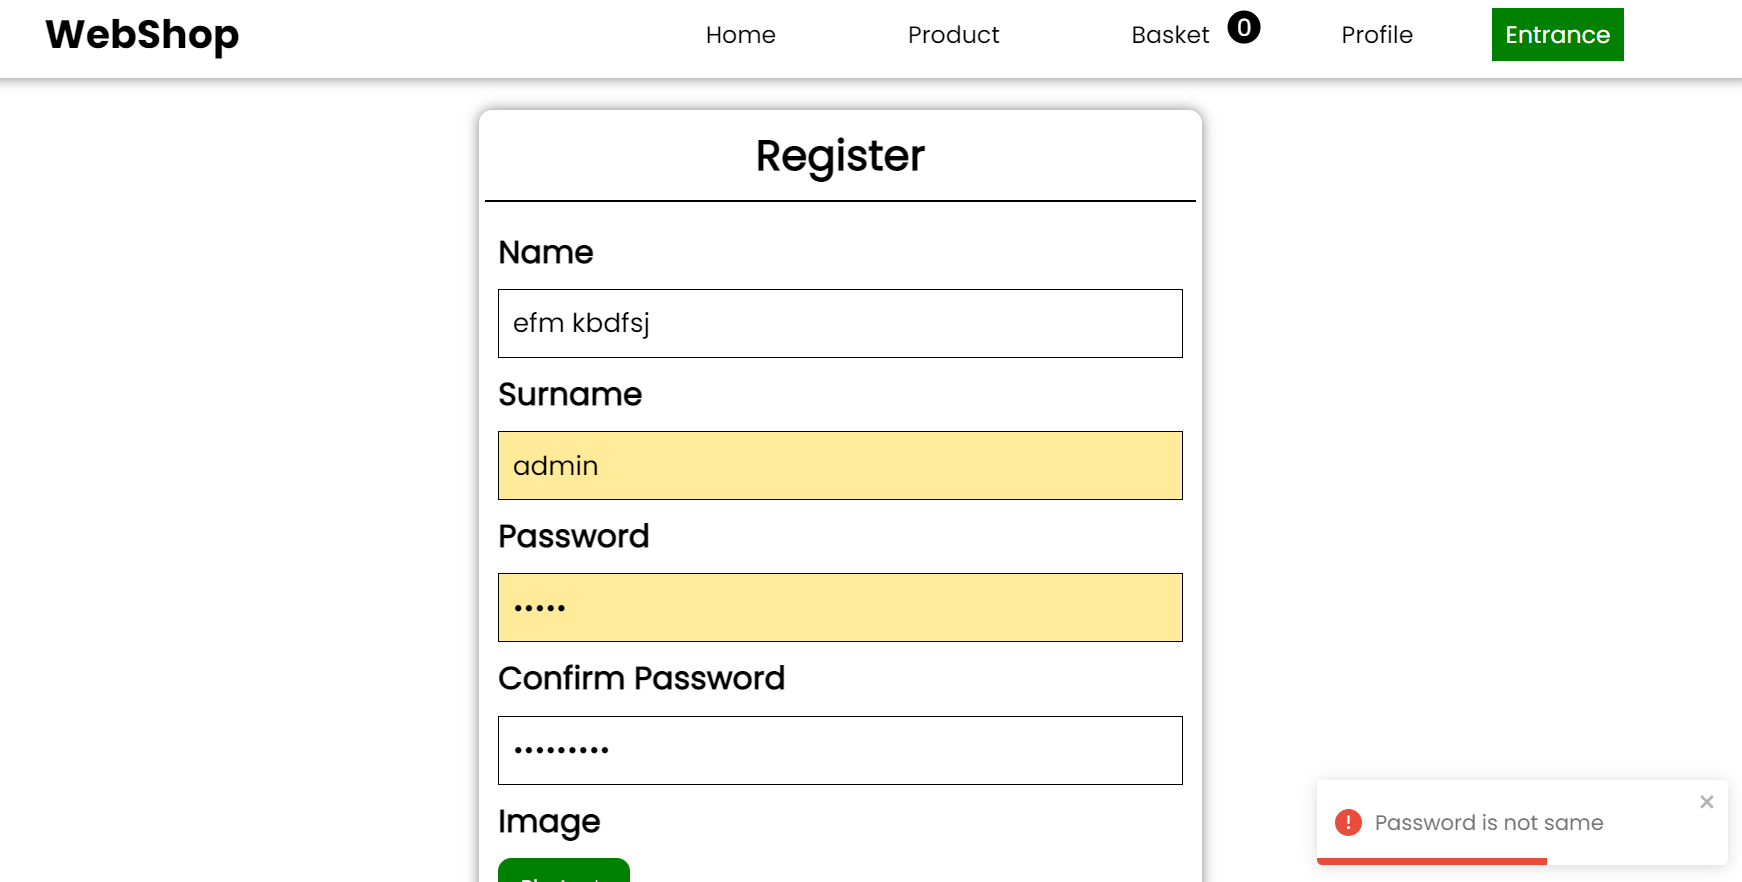 WebShop
Home
Product
Basket
0
Profile
Entrance
Register
Name
efm kbdfsj
Surname
admin
Password
•••••
Confirm Password
•••••••••
Image
Password is not same